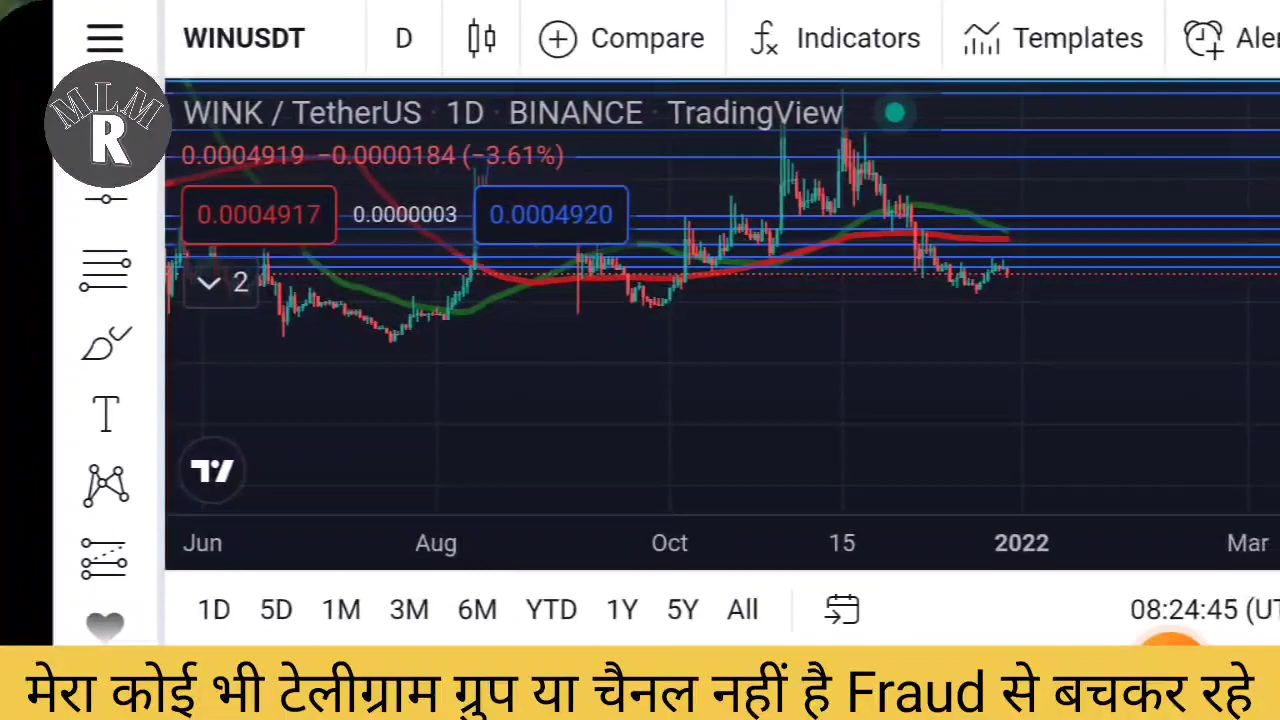 WINUSDT D Compare Indicators Templates Aler
MLM
R
WINK / TetherUS · 1D · BINANCE · TradingView
0.0004919 −0.0000184 (−3.61%)
0.0004917 0.0000003 0.0004920
2
Jun Aug Oct 15 2022 Mar
1D 5D 1M 3M 6M YTD 1Y 5Y All 08:24:45 (UT
मेरा कोई भी टेलीग्राम ग्रुप या चैनल नहीं है Fraud से बचकर रहे